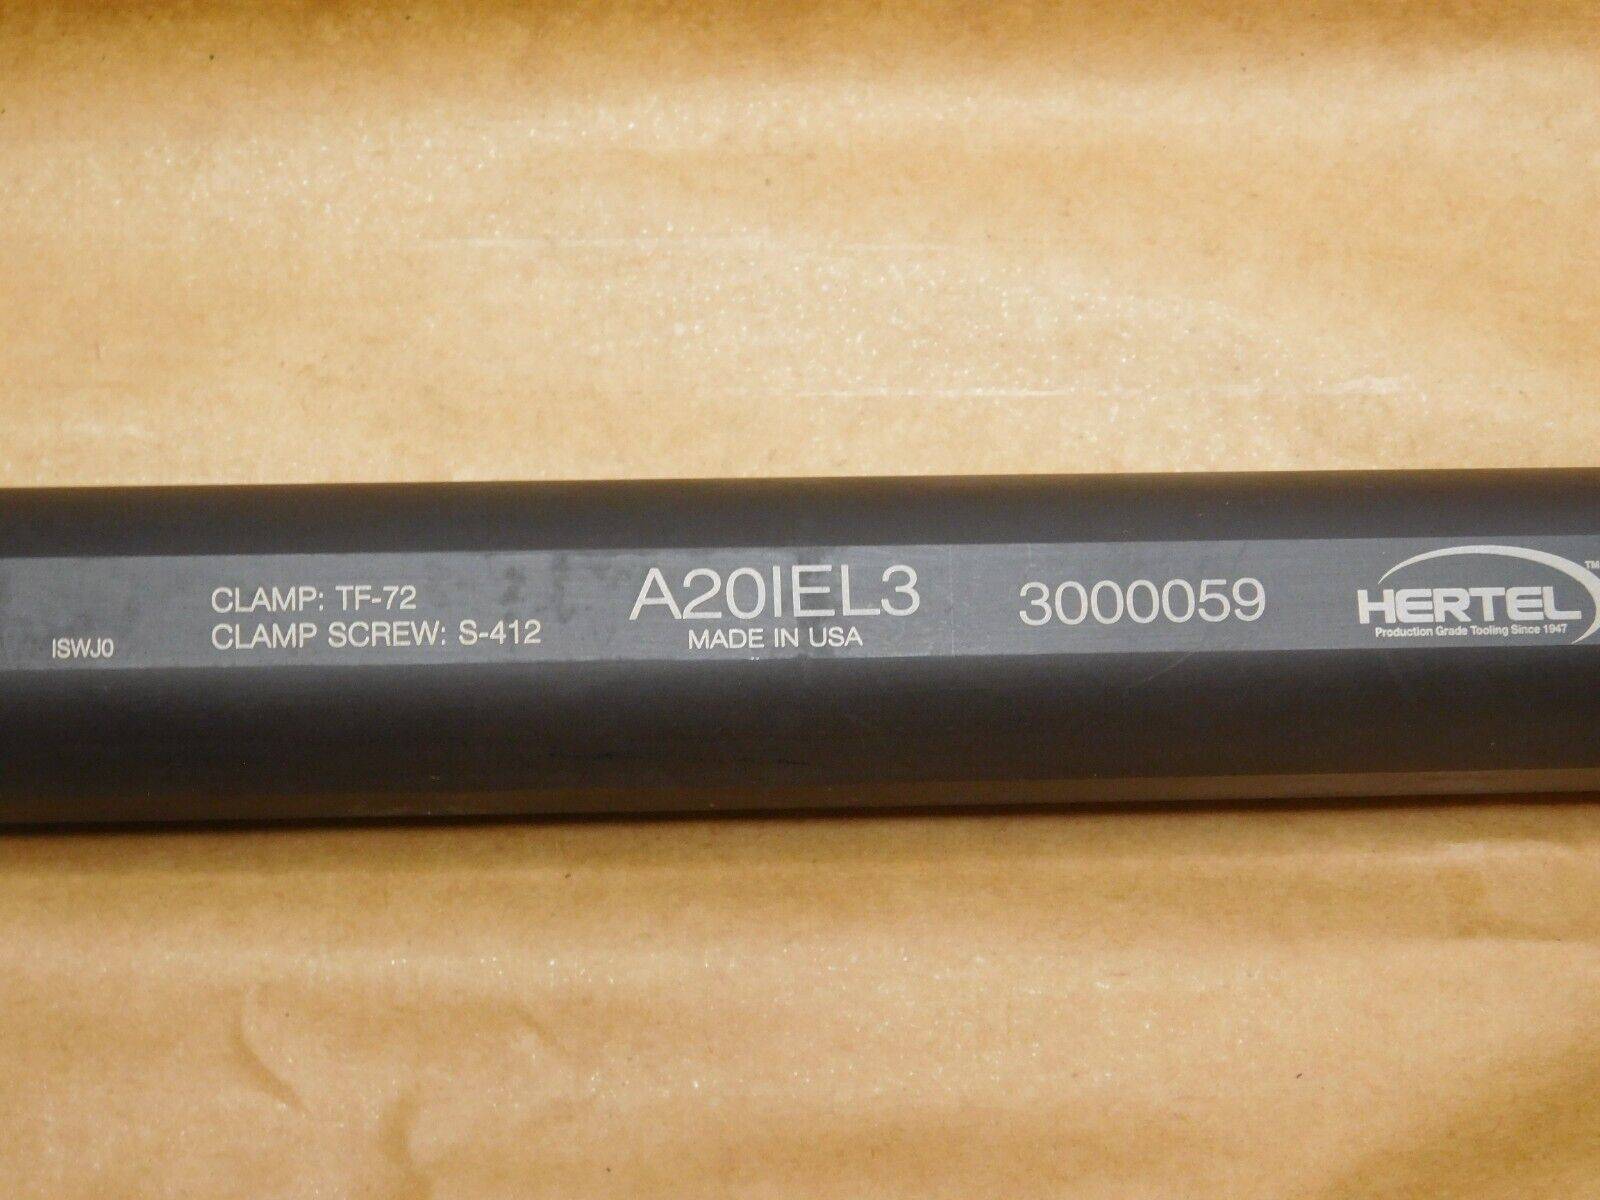 ISWJ0
CLAMP: TF-72
CLAMP SCREW: S-412
A20IEL3
MADE IN USA
3000059
HERTEL™
Production Grade Tooling Since 1947